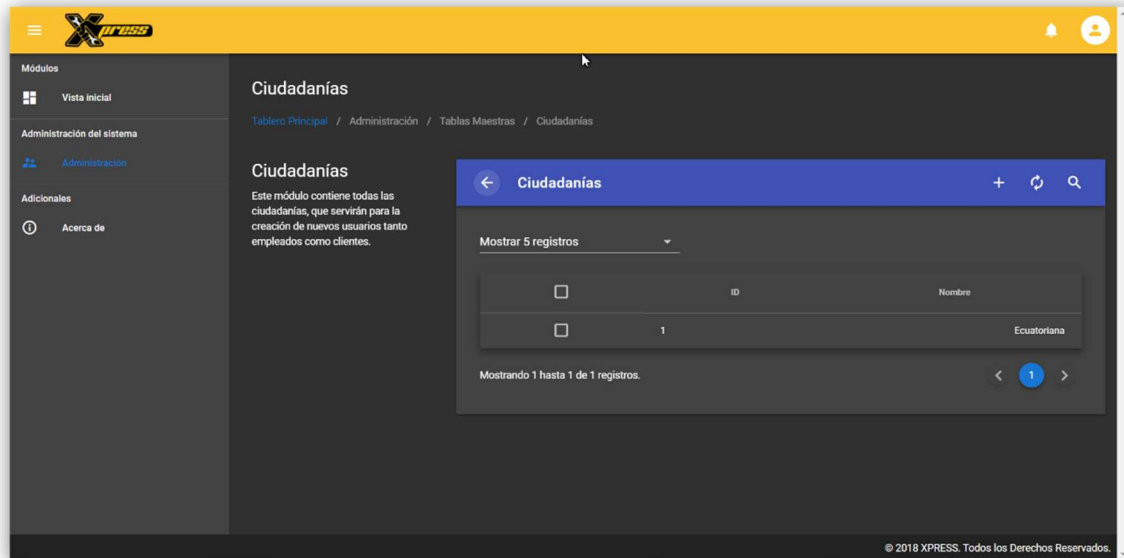 Xpress
Módulos
Vista inicial
Administración del sistema
Administración
Adicionales
Acerca de
Ciudadanías
Tablero Principal / Administración / Tablas Maestras / Ciudadanías
Ciudadanías
Este módulo contiene todas las
ciudadanías, que servirán para la
creación de nuevos usuarios tanto
empleados como clientes.
Ciudadanías
Mostrar 5 registros
ID Nombre
1 Ecuatoriana
Mostrando 1 hasta 1 de 1 registros.
1
© 2018 XPRESS. Todos los Derechos Reservados.